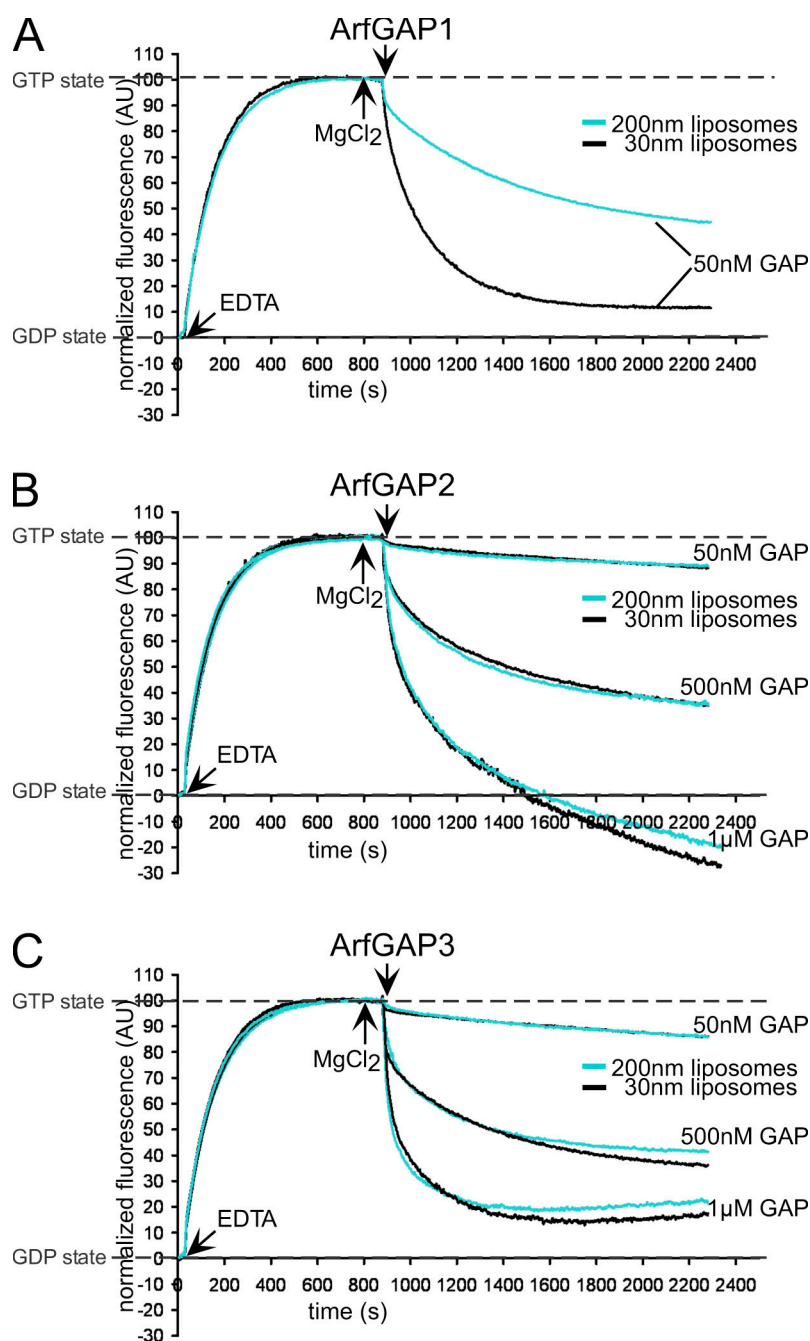 A
ArfGAP1
normalized fluorescence (AU)
110
GTP state
100
90
80
70
60
50
40
30
20
10
GDP state
0
-10
-20
-30
MgCl2
200nm liposomes
30nm liposomes
50nM GAP
EDTA
0 200 400 600 800 1000 1200 1400 1600 1800 2000 2200 2400
time (s)
B
ArfGAP2
normalized fluorescence (AU)
110
GTP state
100
90
80
70
60
50
40
30
20
10
GDP state
0
-10
-20
-30
50nM GAP
MgCl2
200nm liposomes
30nm liposomes
500nM GAP
EDTA
0 200 400 600 800 1000 1200 1400 1600 1800 2000 2200 2400
1µM GAP
time (s)
C
ArfGAP3
normalized fluorescence (AU)
110
GTP state
100
90
80
70
60
50
40
30
20
10
GDP state
0
-10
-20
-30
50nM GAP
MgCl2
200nm liposomes
30nm liposomes
500nM GAP
1µM GAP
EDTA
0 200 400 600 800 1000 1200 1400 1600 1800 2000 2200 2400
time (s)